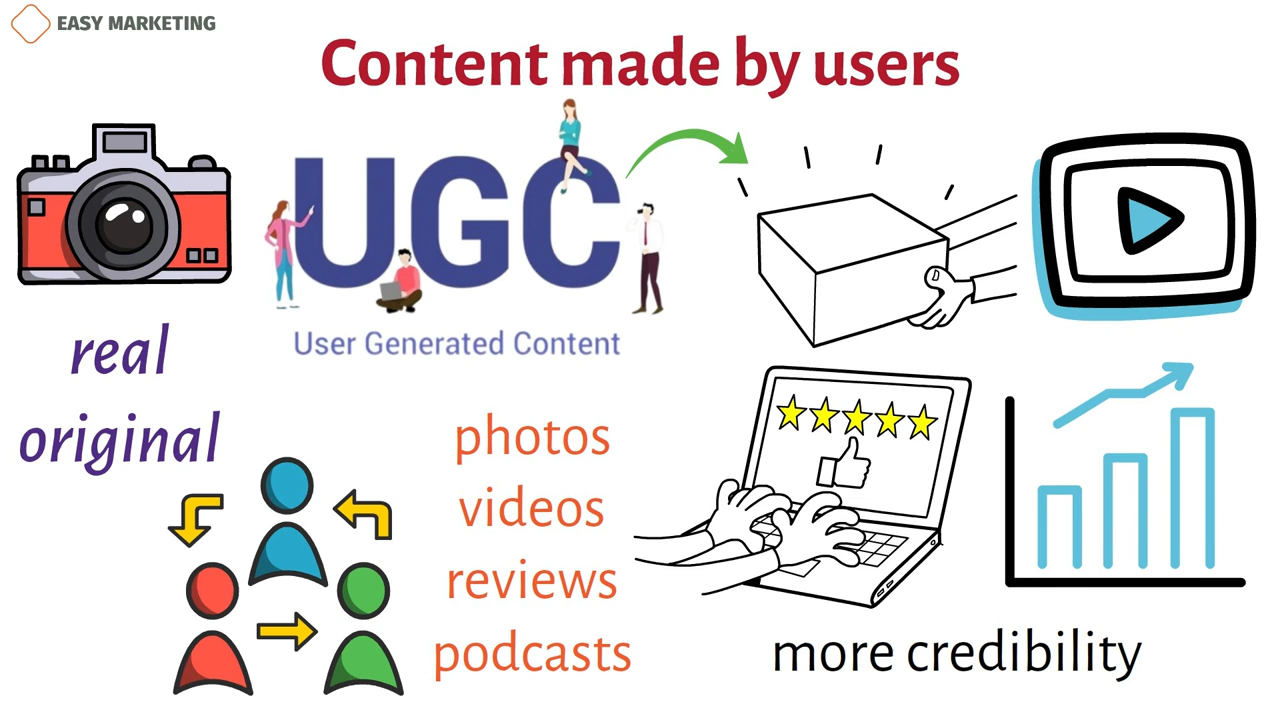 EASY MARKETING
Content made by users
UGC
User Generated Content
real
original
photos
videos
reviews
podcasts
more credibility